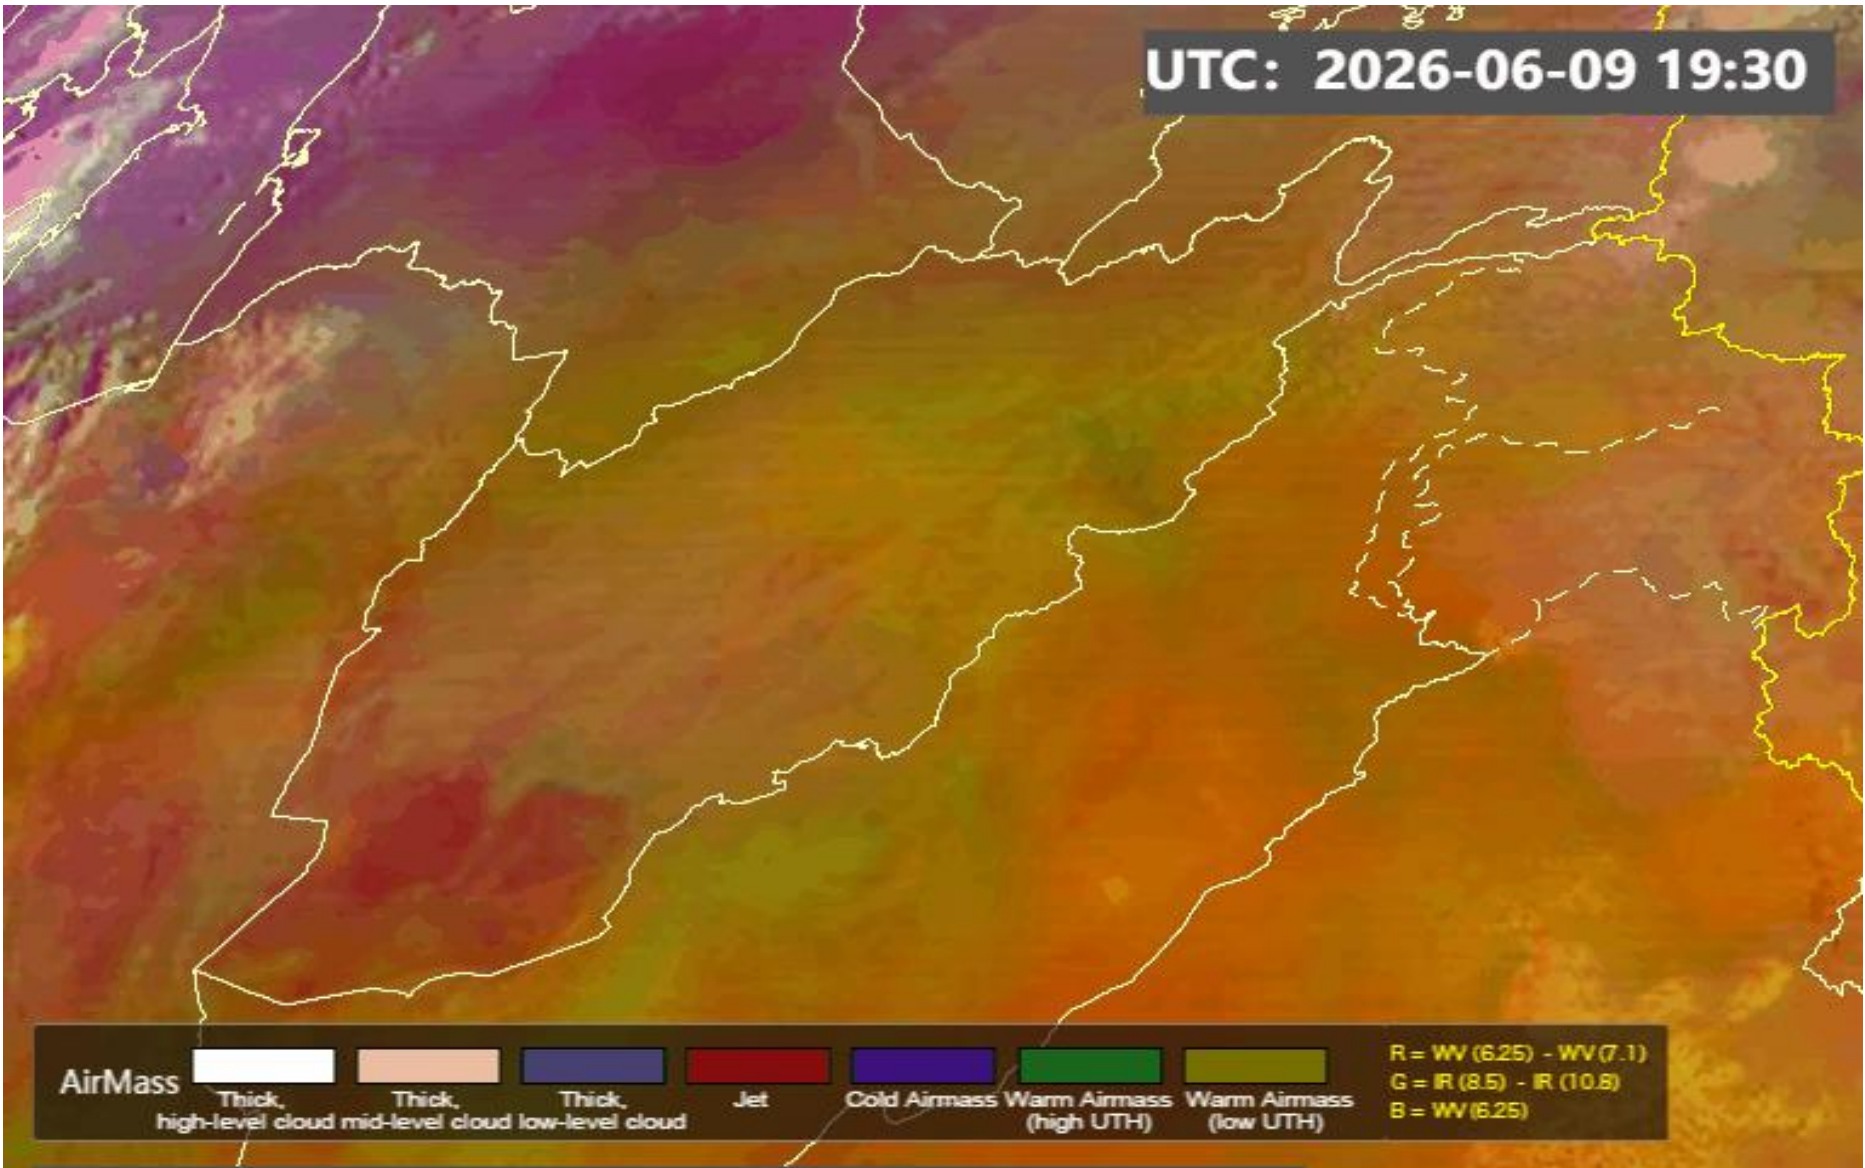 UTC: 2026-06-09 19:30
AirMass
Thick, high-level cloud
Thick, mid-level cloud
Thick, low-level cloud
Jet
Cold Airmass
Warm Airmass (high UTH)
Warm Airmass (low UTH)
R = WV (6.25) - WV (7.1)
G = IR (8.5) - IR (10.8)
B = WV (6.25)